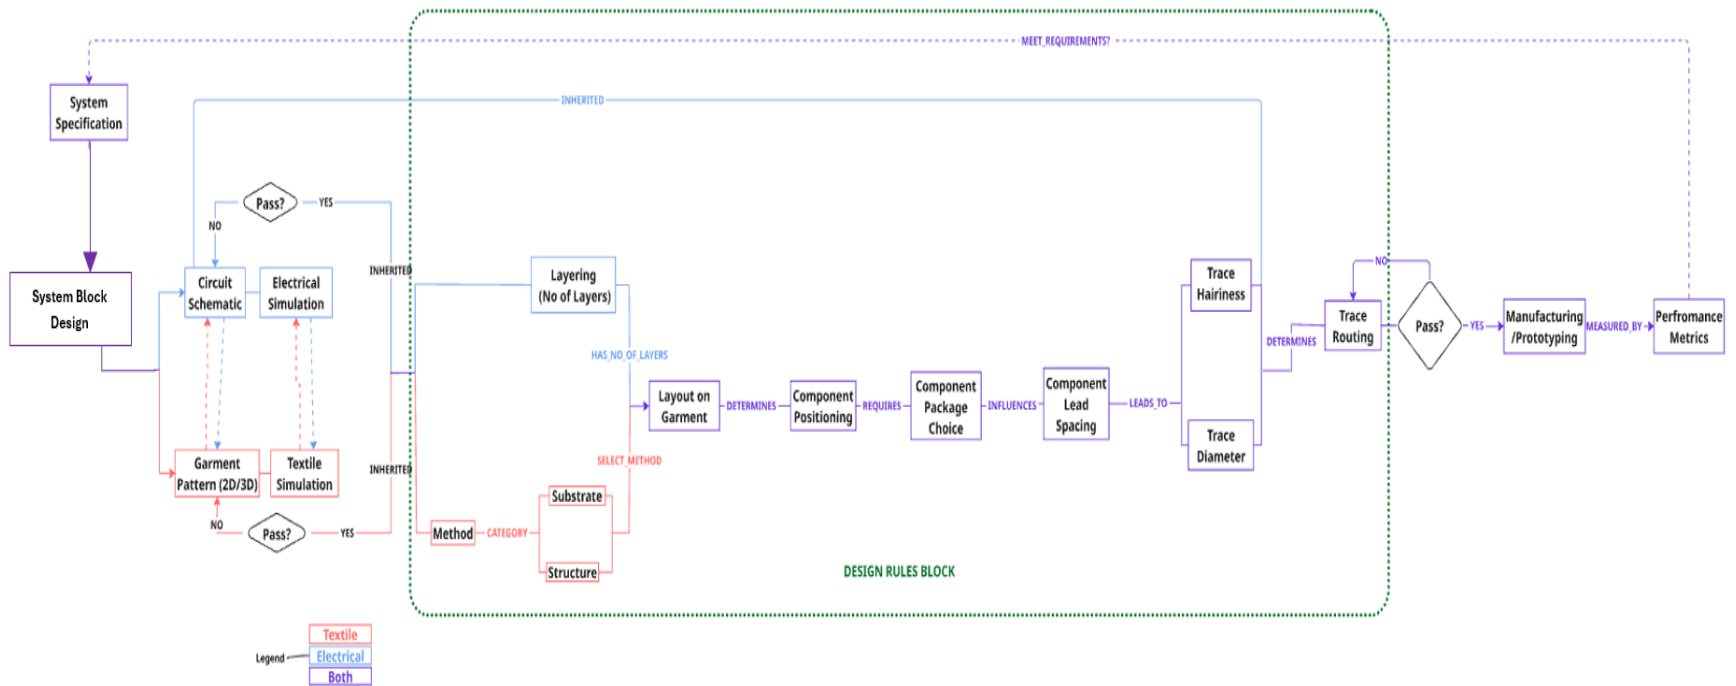 MEET_REQUIREMENTS?
System
Specification
INHERITED
Pass?
YES
NO
INHERITED
System Block
Design
Circuit
Schematic
Electrical
Simulation
Layering
(No of Layers)
Trace
Hairiness
NO
HAS_NO_OF_LAYERS
DETERMINES
Trace
Routing
Pass?
YES
Manufacturing
/Prototyping
MEASURED_BY
Perfromance
Metrics
Layout on
Garment
DETERMINES
Component
Positioning
REQUIRES
Component
Package
Choice
INFLUENCES
Component
Lead
Spacing
LEADS_TO
Trace
Diameter
Garment
Pattern (2D/3D)
Textile
Simulation
INHERITED
SELECT_METHOD
NO
Pass?
YES
Method
CATEGORY
Substrate
Structure
DESIGN RULES BLOCK
Legend
Textile
Electrical
Both